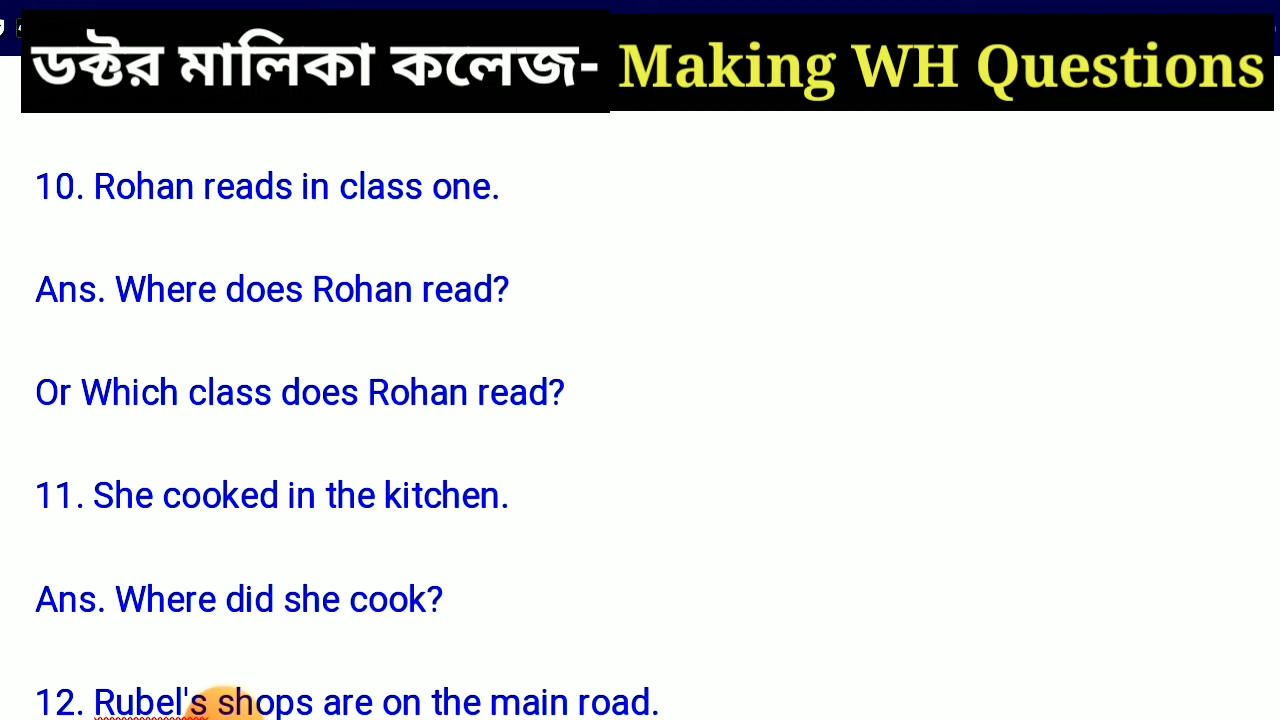 ডক্টর মালিকা কলেজ- Making WH Questions
10. Rohan reads in class one.
Ans. Where does Rohan read?
Or Which class does Rohan read?
11. She cooked in the kitchen.
Ans. Where did she cook?
12. Rubel's shops are on the main road.